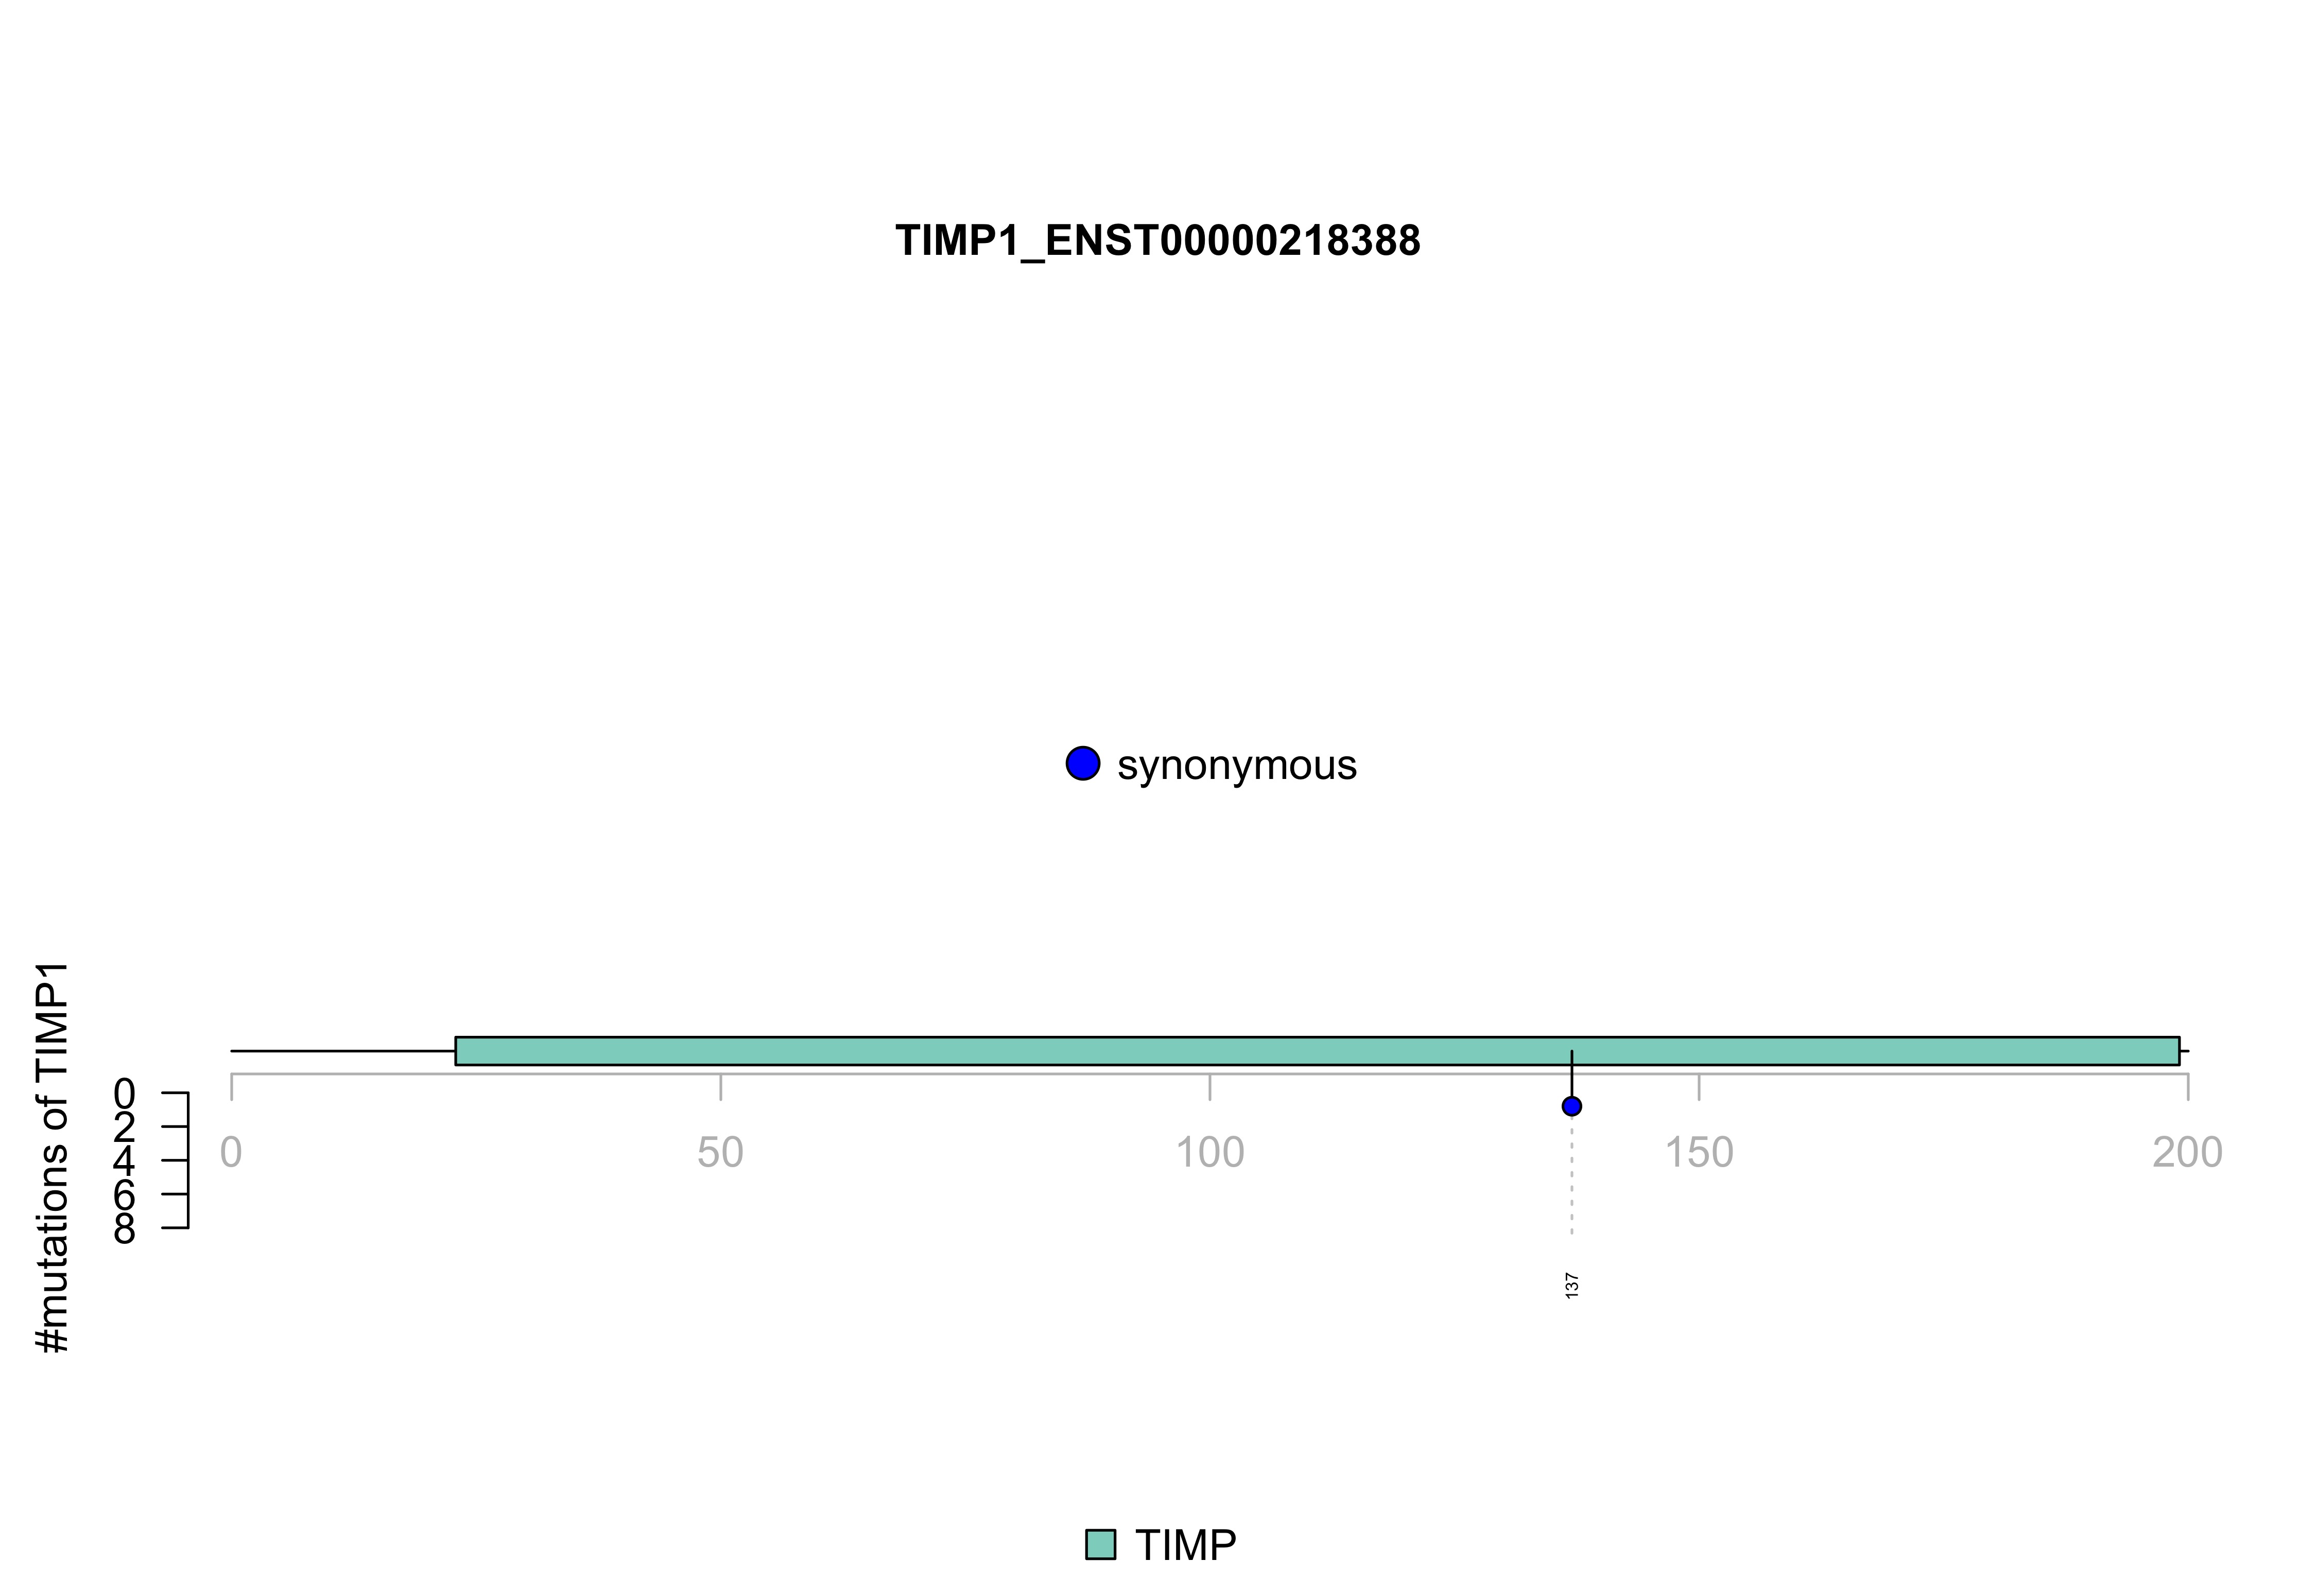 TIMP1_ENST00000218388
synonymous
#mutations of TIMP1
0
2
4
6
8
0 50 100 150 200
137
TIMP